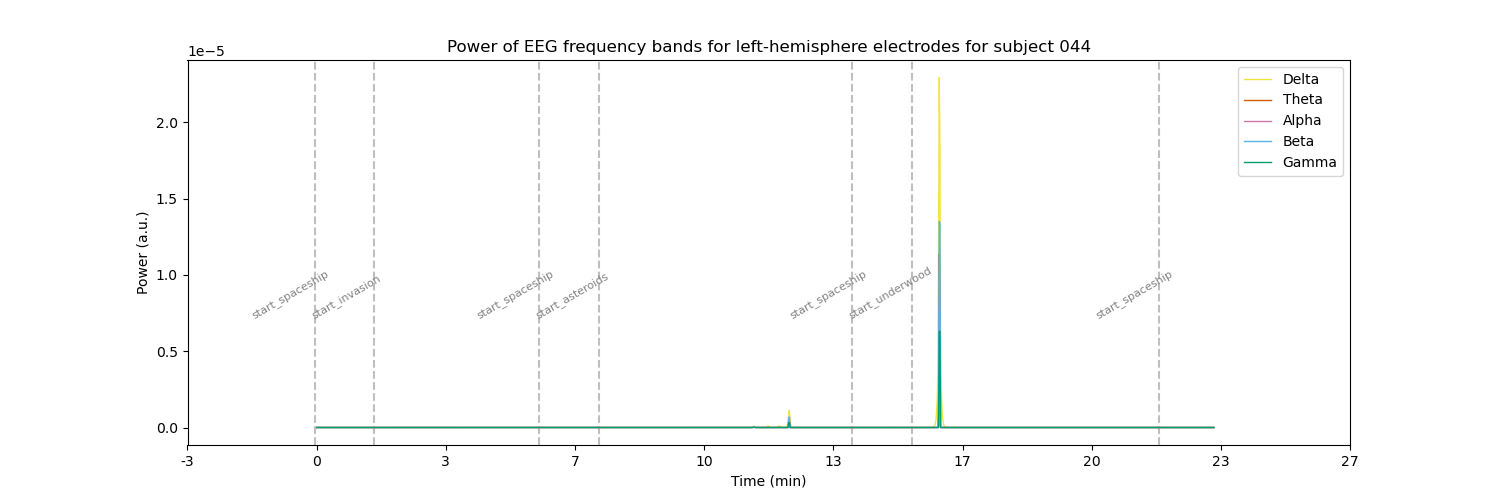 Power of EEG frequency bands for left-hemisphere electrodes for subject 044
1e−5
Delta
Theta
Alpha
Beta
Gamma
2.0
1.5
1.0
0.5
0.0
Power (a.u.)
start_spaceship
start_invasion
start_spaceship
start_asteroids
start_spaceship
start_underwood
start_spaceship
-3
0
3
7
10
13
17
20
23
27
Time (min)